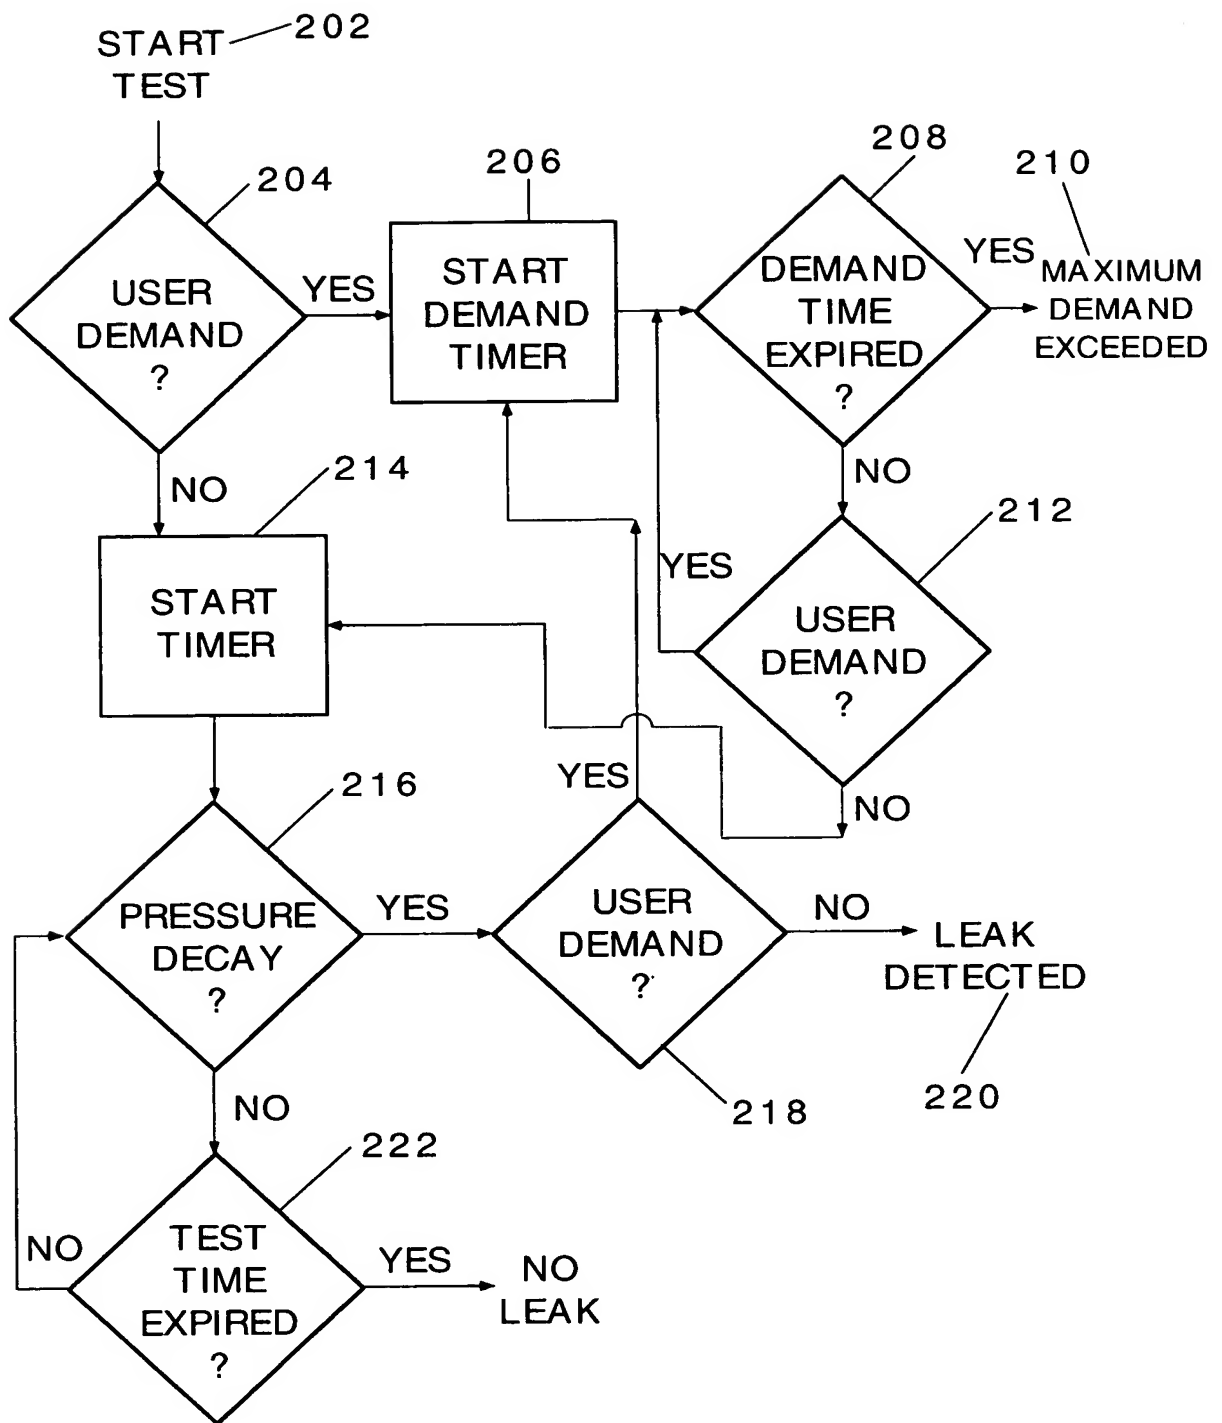 START
TEST
202
204
USER
DEMAND
?
YES
206
START
DEMAND
TIMER
208
DEMAND
TIME
EXPIRED
?
YES
210
MAXIMUM
DEMAND
EXCEEDED
NO
NO
214
START
TIMER
212
USER
DEMAND
?
YES
NO
216
PRESSURE
DECAY
?
YES
YES
USER
DEMAND
?
218
NO
LEAK
DETECTED
220
NO
222
TEST
TIME
EXPIRED
?
NO
YES
NO
LEAK